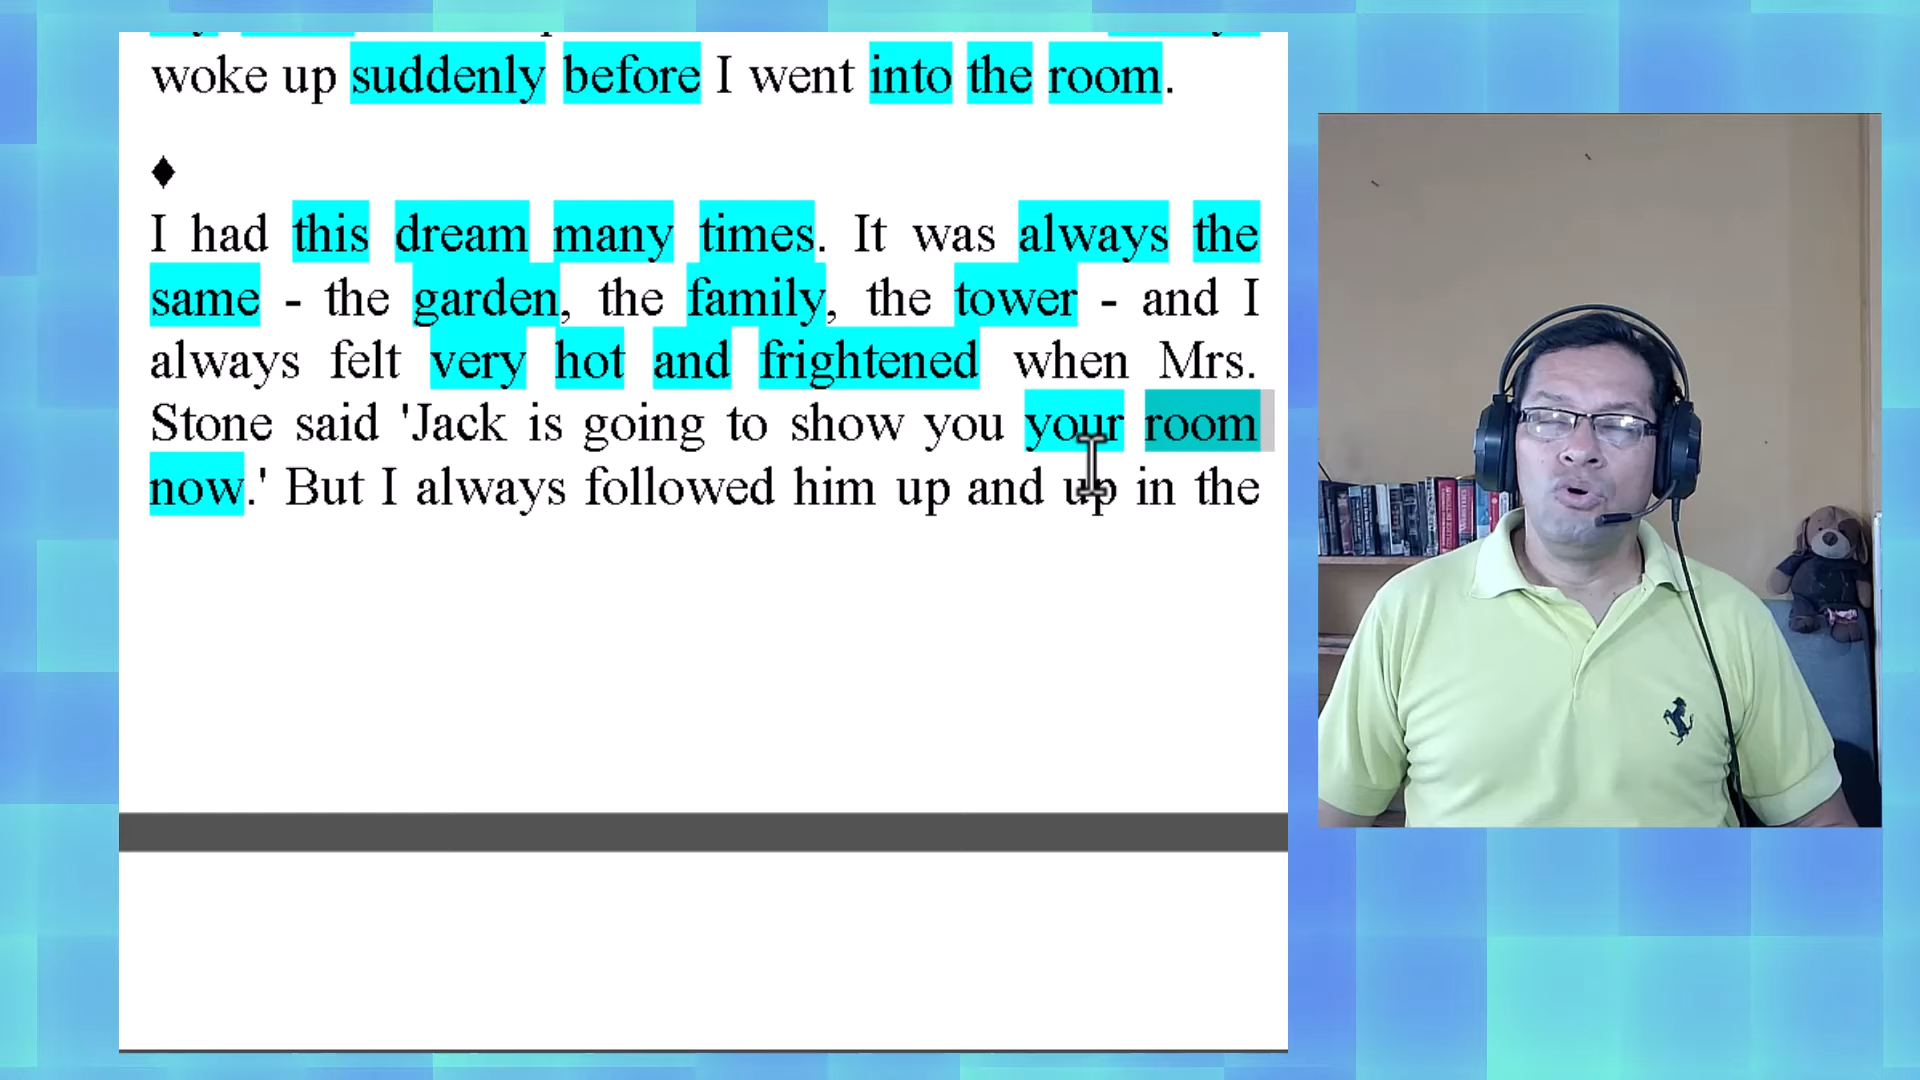 woke up suddenly before I went into the room.
♦
I had this dream many times. It was always the
same - the garden, the family, the tower - and I
always felt very hot and frightened when Mrs.
Stone said 'Jack is going to show you your room
now.' But I always followed him up and up in the